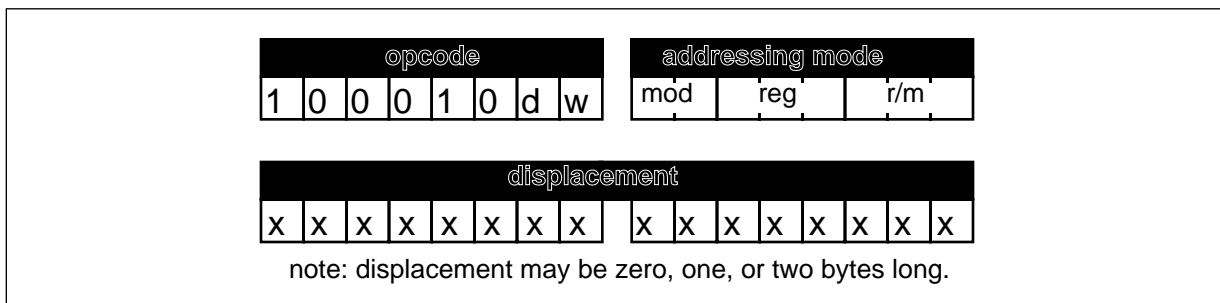 opcode addressing mode
1 0 0 0 1 0 d w mod reg r/m
displacement
x x x x x x x x x x x x x x x x
note: displacement may be zero, one, or two bytes long.